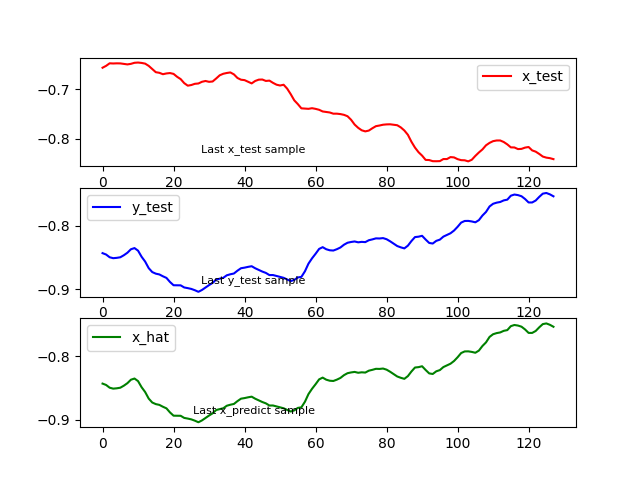 x_test
−0.7
−0.8
Last x_test sample
0 20 40 60 80 100 120
y_test
−0.8
−0.9
Last y_test sample
0 20 40 60 80 100 120
x_hat
−0.8
−0.9
Last x_predict sample
0 20 40 60 80 100 120